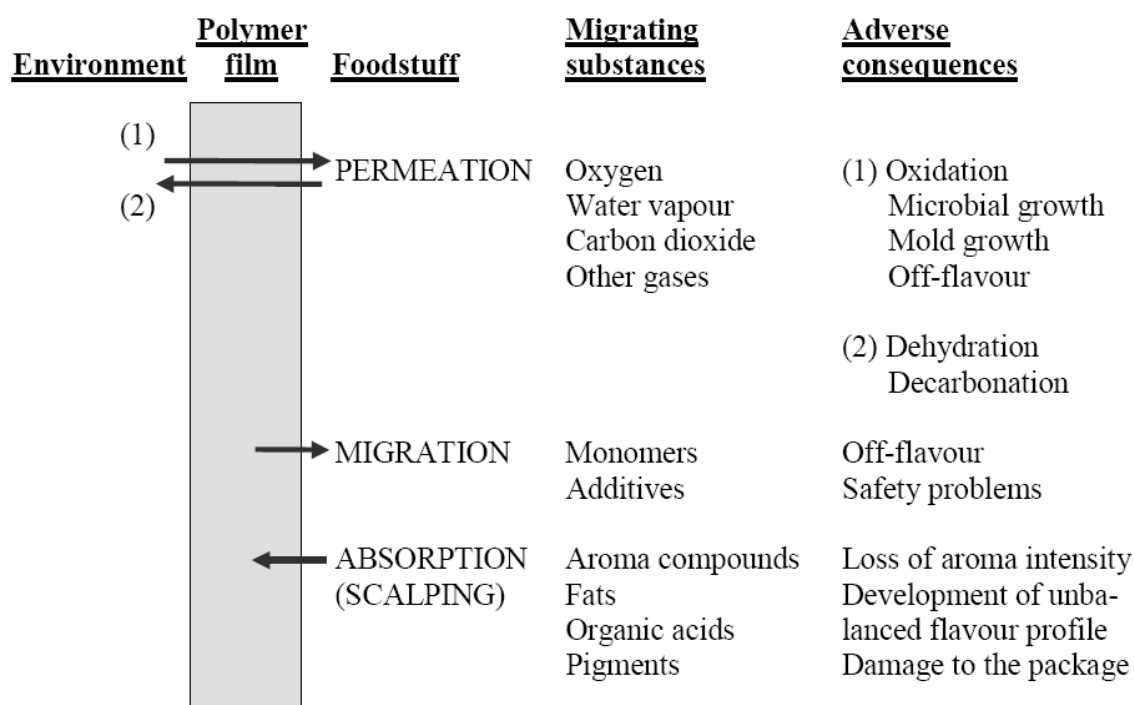 Environment Polymer film Foodstuff Migrating substances Adverse consequences
(1)
(2)
PERMEATION
Oxygen
Water vapour
Carbon dioxide
Other gases
(1) Oxidation
Microbial growth
Mold growth
Off-flavour
(2) Dehydration
Decarbonation
MIGRATION
Monomers
Additives
Off-flavour
Safety problems
ABSORPTION
(SCALPING)
Aroma compounds
Fats
Organic acids
Pigments
Loss of aroma intensity
Development of unba-
lanced flavour profile
Damage to the package